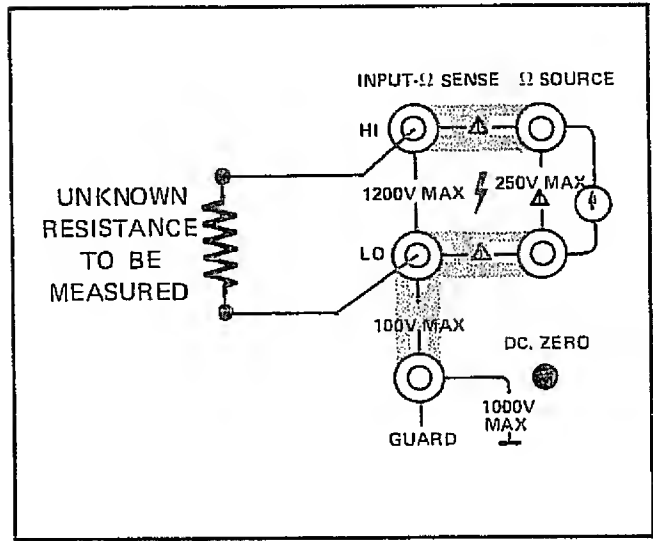 INPUT-Ω SENSE Ω SOURCE
HI
1200V MAX 250V MAX
UNKNOWN
RESISTANCE
TO BE
MEASURED
LO
100V MAX
DC. ZERO
1000V
MAX
GUARD